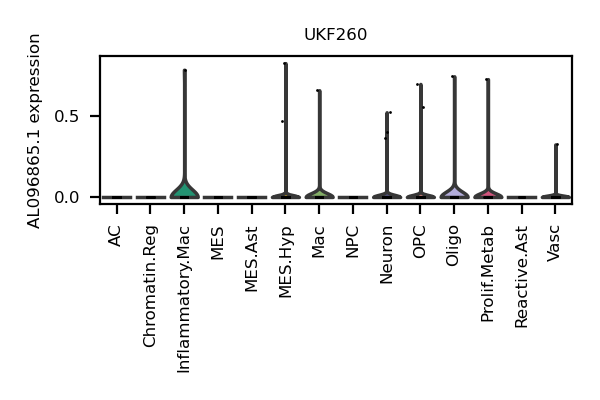 UKF260
AL096865.1 expression
0.5
0.0
AC
Chromatin.Reg
Inflammatory.Mac
MES
MES.Ast
MES.Hyp
Mac
NPC
Neuron
OPC
Oligo
Prolif.Metab
Reactive.Ast
Vasc